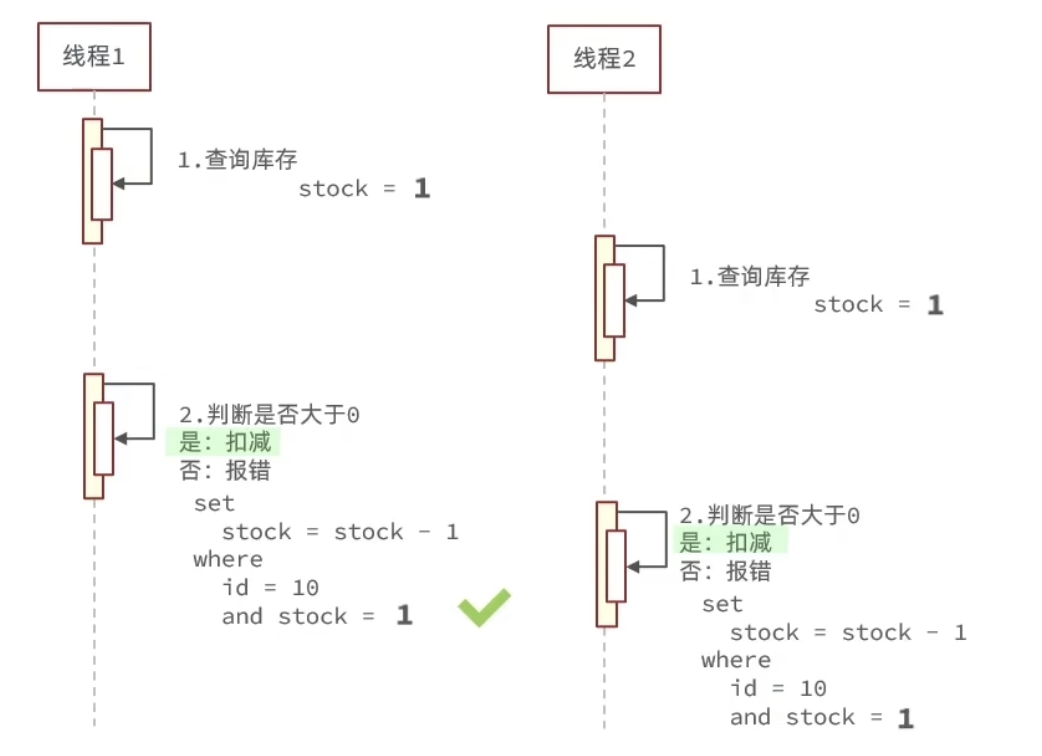 线程1
1.查询库存
stock = 1
2.判断是否大于0
是: 扣减
否: 报错
set
stock = stock - 1
where
id = 10
and stock = 1
线程2
1.查询库存
stock = 1
2.判断是否大于0
是: 扣减
否: 报错
set
stock = stock - 1
where
id = 10
and stock = 1